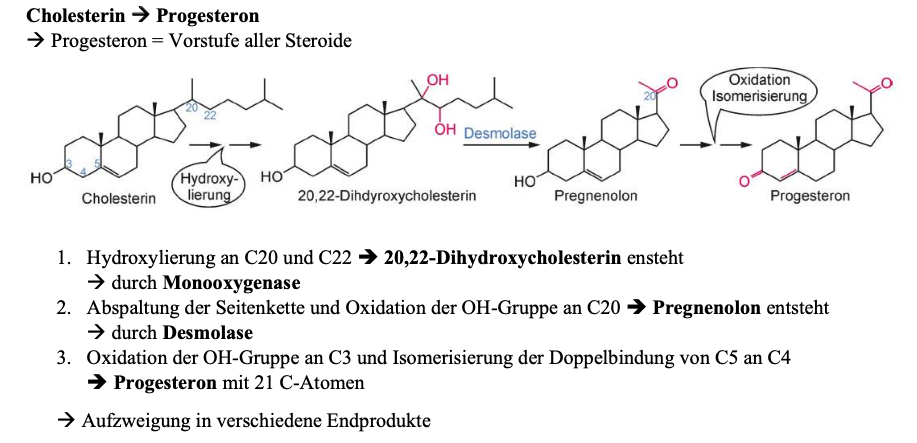 Cholesterin → Progesteron
→ Progesteron = Vorstufe aller Steroide
OH
O
O
Oxidation
Isomerisierung
20
22
20
OH
Desmolase
3
4
5
HO
Hydroxy-
lierung
HO
HO
O
Cholesterin
20,22-Dihdyroxycholesterin
Pregnenolon
Progesteron
1. Hydroxylierung an C20 und C22 → 20,22-Dihydroxycholesterin ensteht
→ durch Monooxygenase
2. Abspaltung der Seitenkette und Oxidation der OH-Gruppe an C20 → Pregnenolon entsteht
→ durch Desmolase
3. Oxidation der OH-Gruppe an C3 und Isomerisierung der Doppelbindung von C5 an C4
→ Progesteron mit 21 C-Atomen
→ Aufzweigung in verschiedene Endprodukte